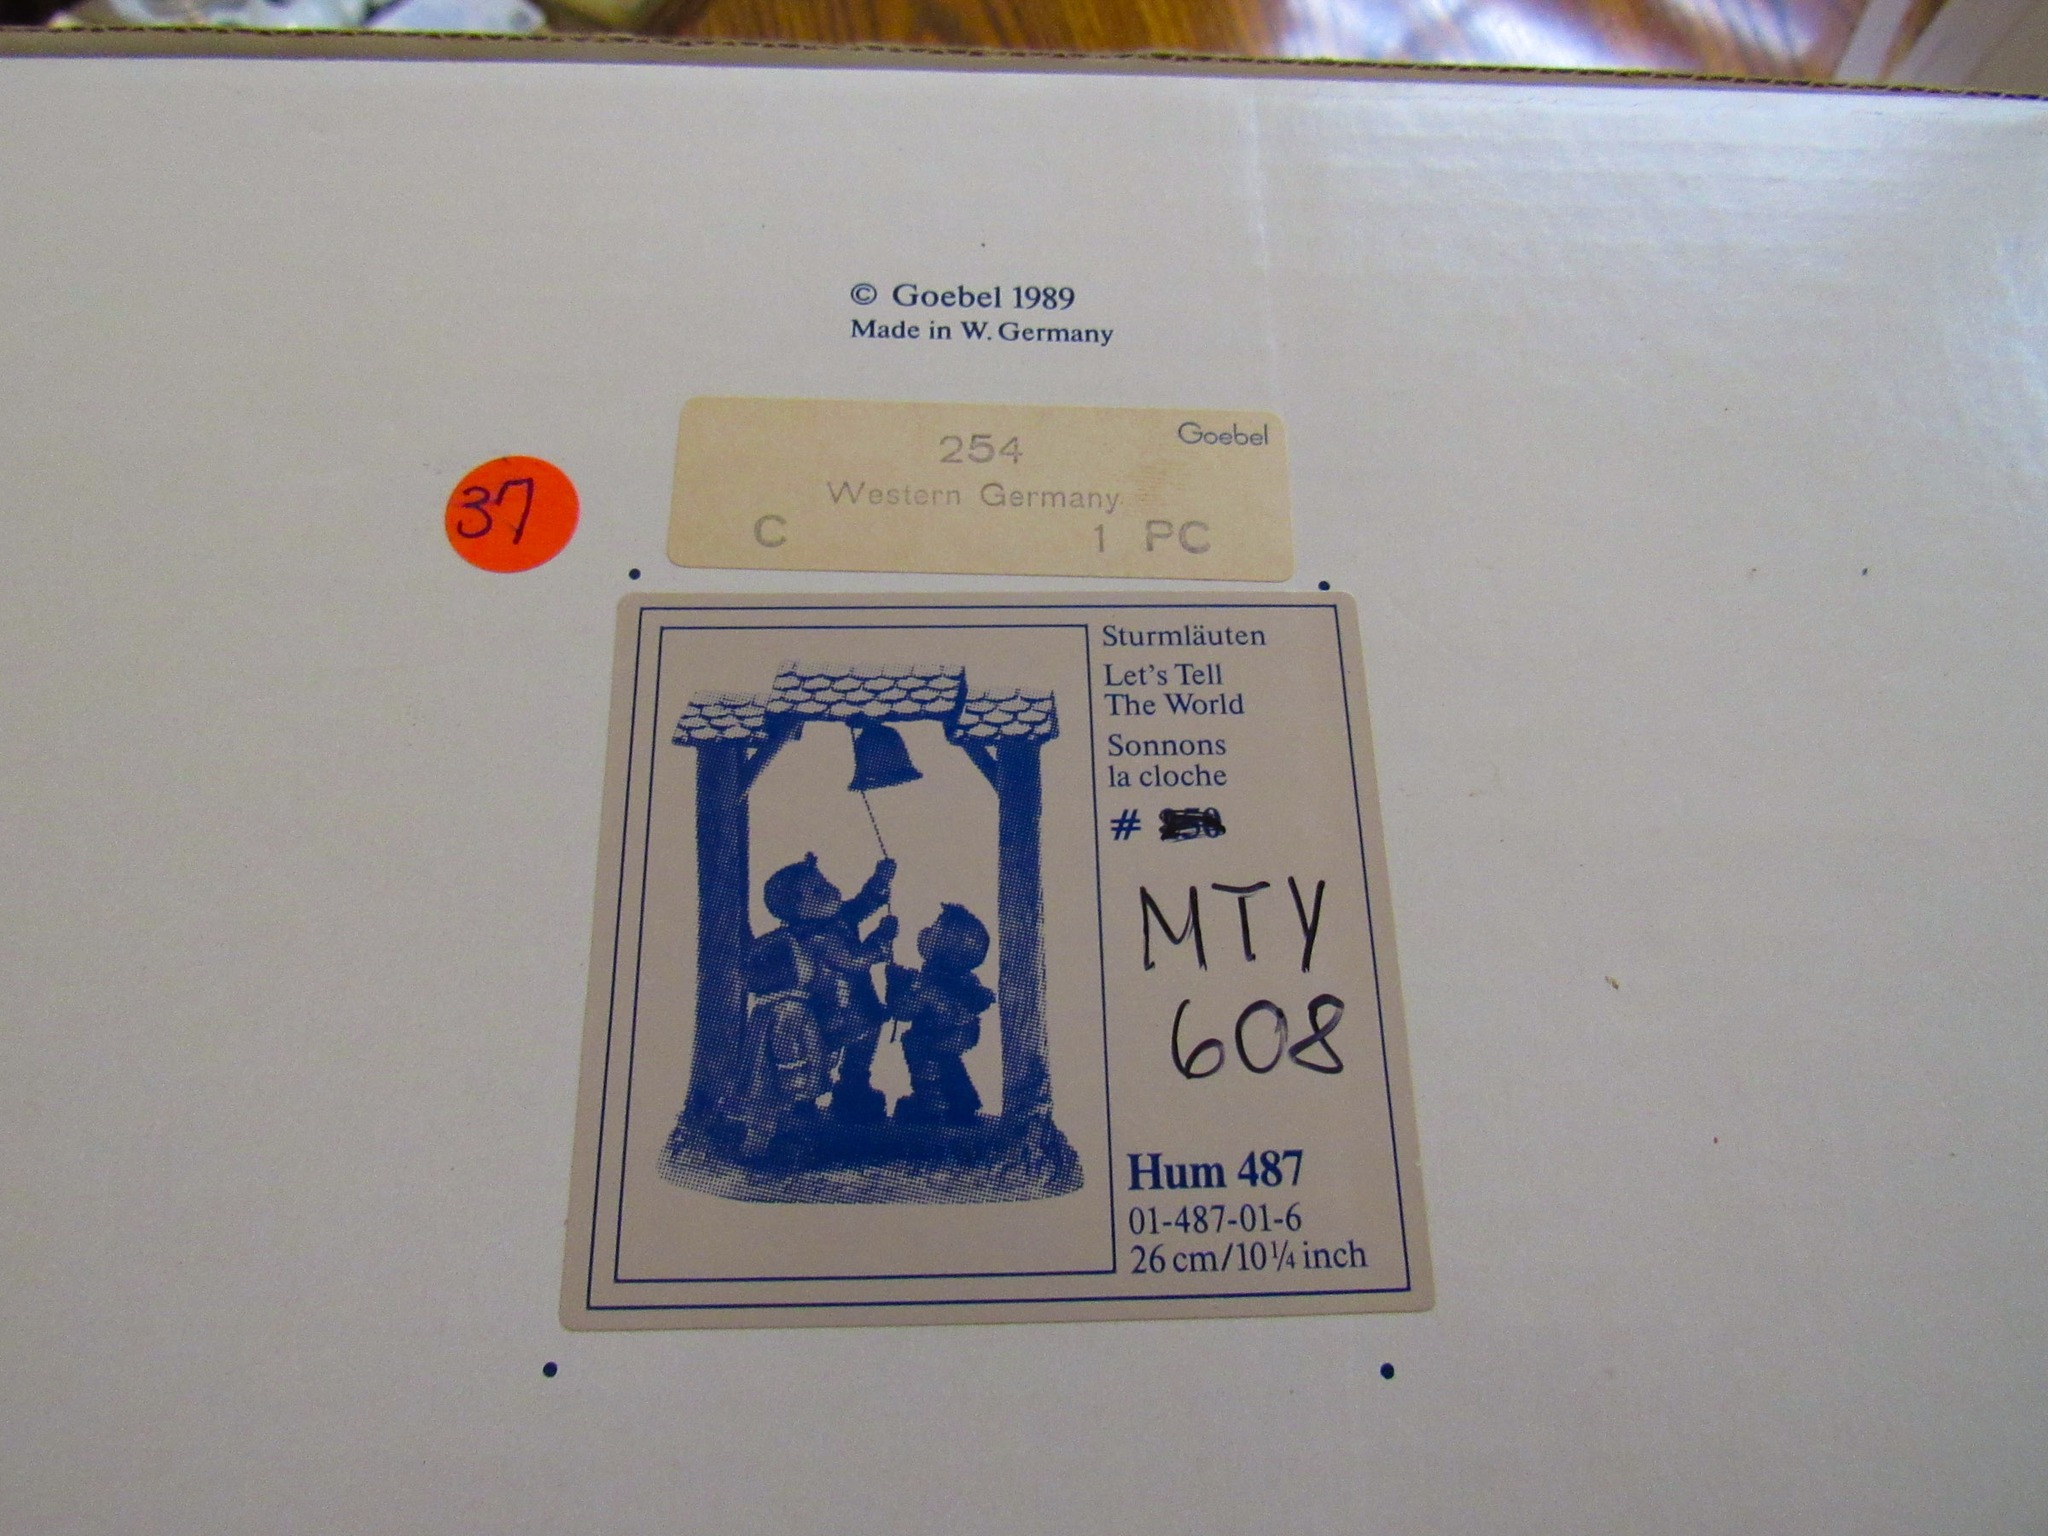 © Goebel 1989
Made in W. Germany
Goebel
254
Western Germany
C 1 PC
37
Sturmläuten
Let's Tell
The World
Sonnons
la cloche
#
MTY
608
Hum 487
01-487-01-6
26 cm/10¼ inch